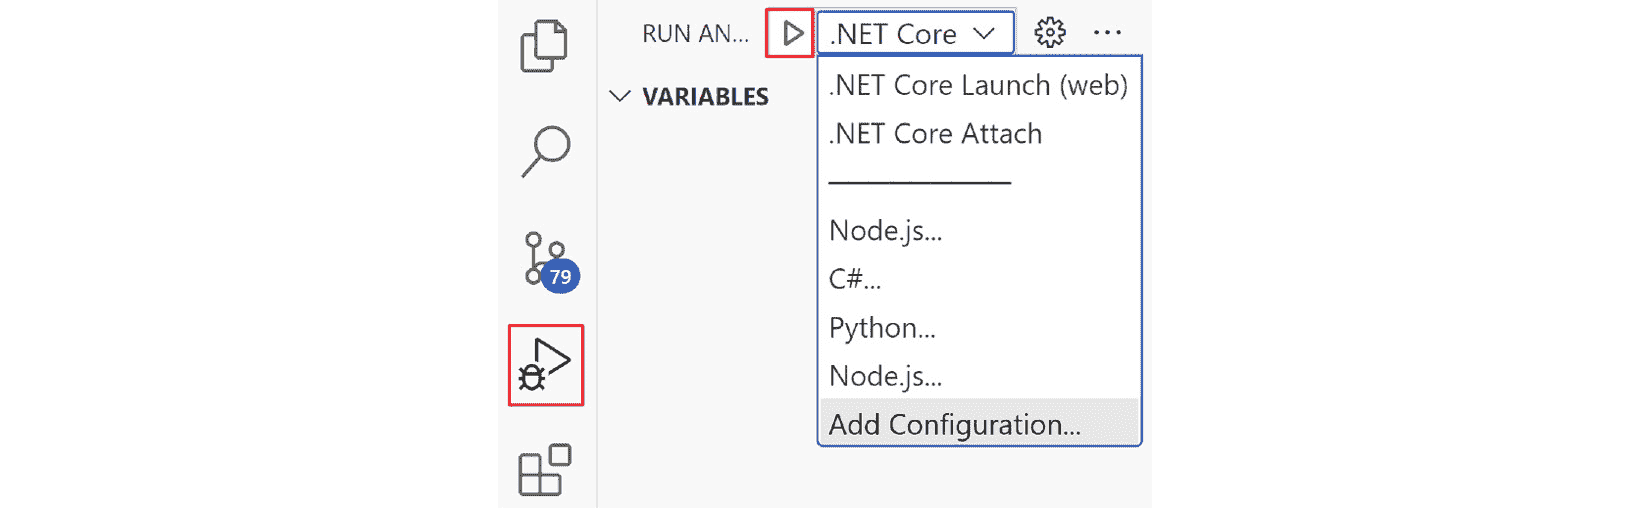 RUN AN...
.NET Core
VARIABLES
.NET Core Launch (web)
.NET Core Attach
Node.js...
C#...
Python...
Node.js...
Add Configuration...
79